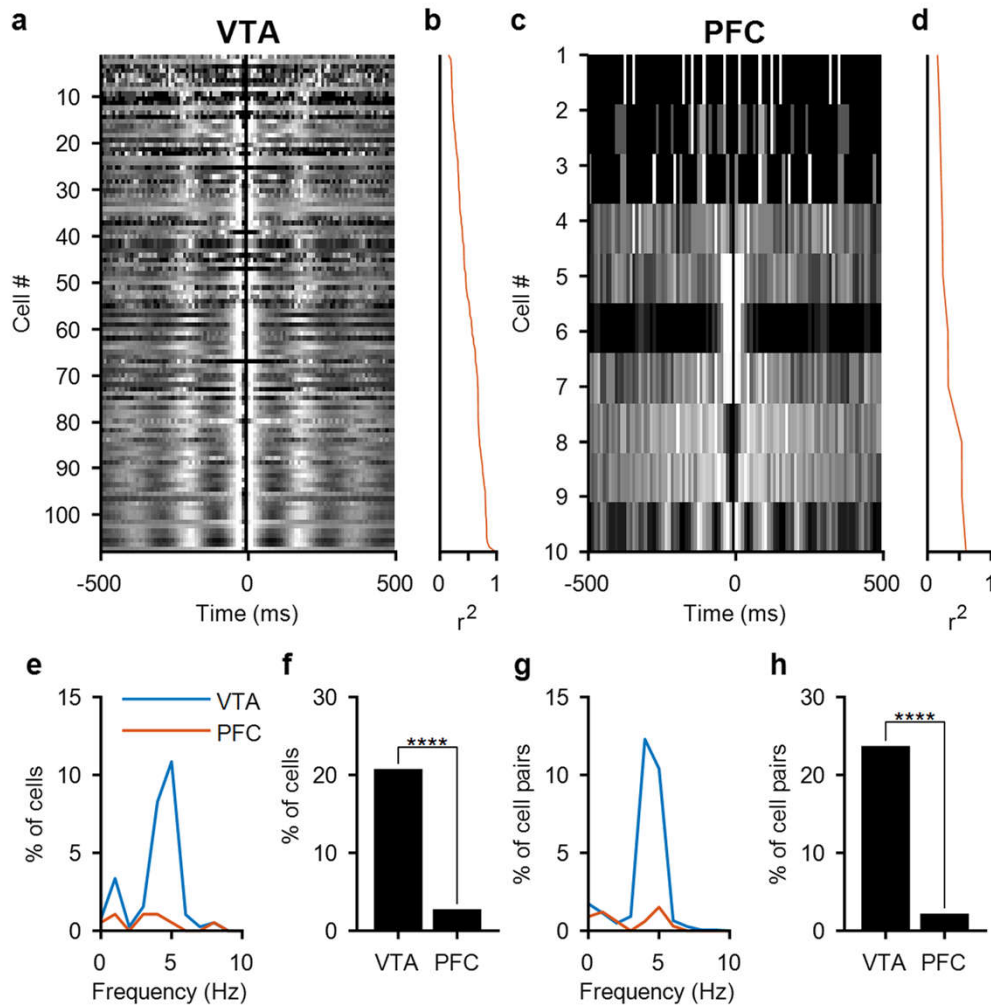 a VTA b c PFC d
10
20
30
40
50
60
70
80
90
100
Cell #
-500 0 500
Time (ms)
0 1
r²
1
2
3
4
5
6
7
8
9
10
Cell #
-500 0 500
Time (ms)
0 1
r²
e f g h
15
10
5
0
% of cells
VTA
PFC
0 5 10
Frequency (Hz)
30
20
10
0
% of cells
****
VTA PFC
15
10
5
0
% of cell pairs
0 5 10
Frequency (Hz)
30
20
10
0
% of cell pairs
****
VTA PFC